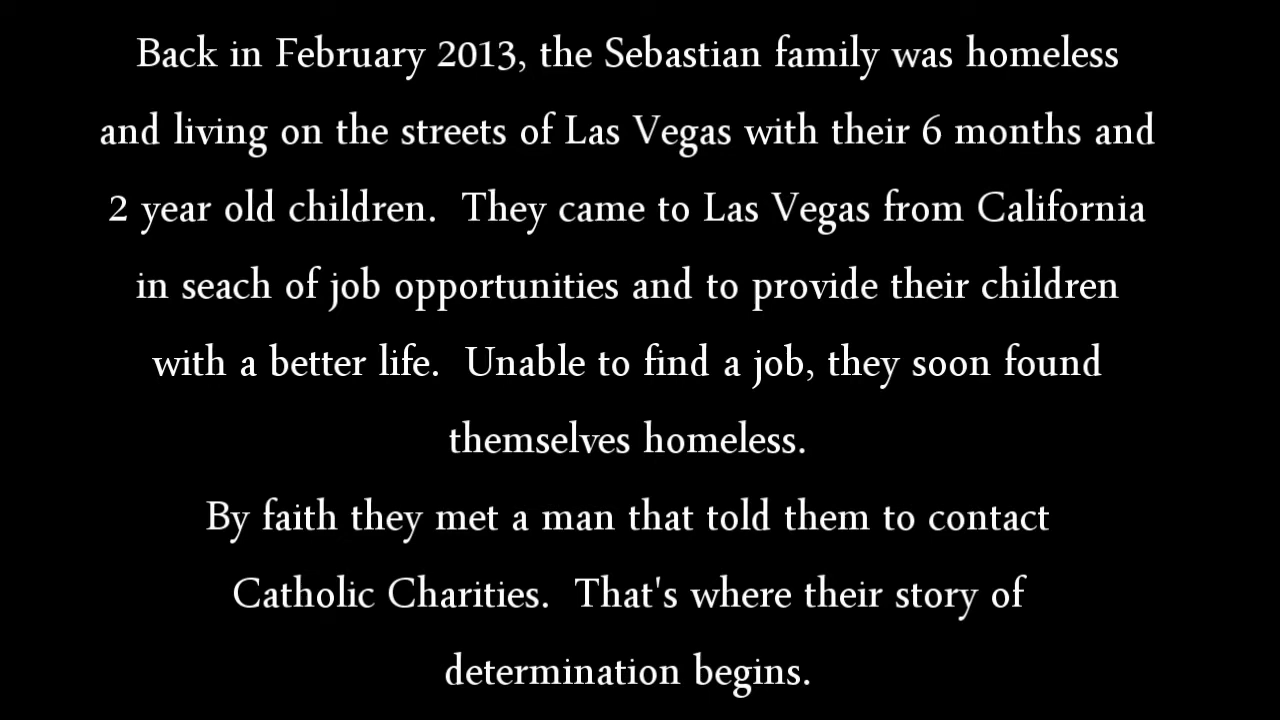 Back in February 2013, the Sebastian family was homeless
and living on the streets of Las Vegas with their 6 months and
2 year old children.  They came to Las Vegas from California
in seach of job opportunities and to provide their children
with a better life.  Unable to find a job, they soon found
themselves homeless.
By faith they met a man that told them to contact
Catholic Charities.  That's where their story of
determination begins.